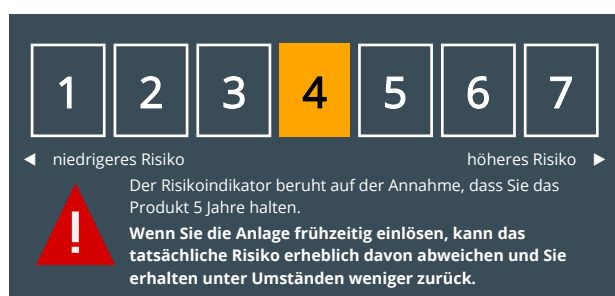 1 2 3 4 5 6 7
niedrigeres Risiko höheres Risiko
Der Risikoindikator beruht auf der Annahme, dass Sie das
Produkt 5 Jahre halten.
Wenn Sie die Anlage frühzeitig einlösen, kann das
tatsächliche Risiko erheblich davon abweichen und Sie
erhalten unter Umständen weniger zurück.